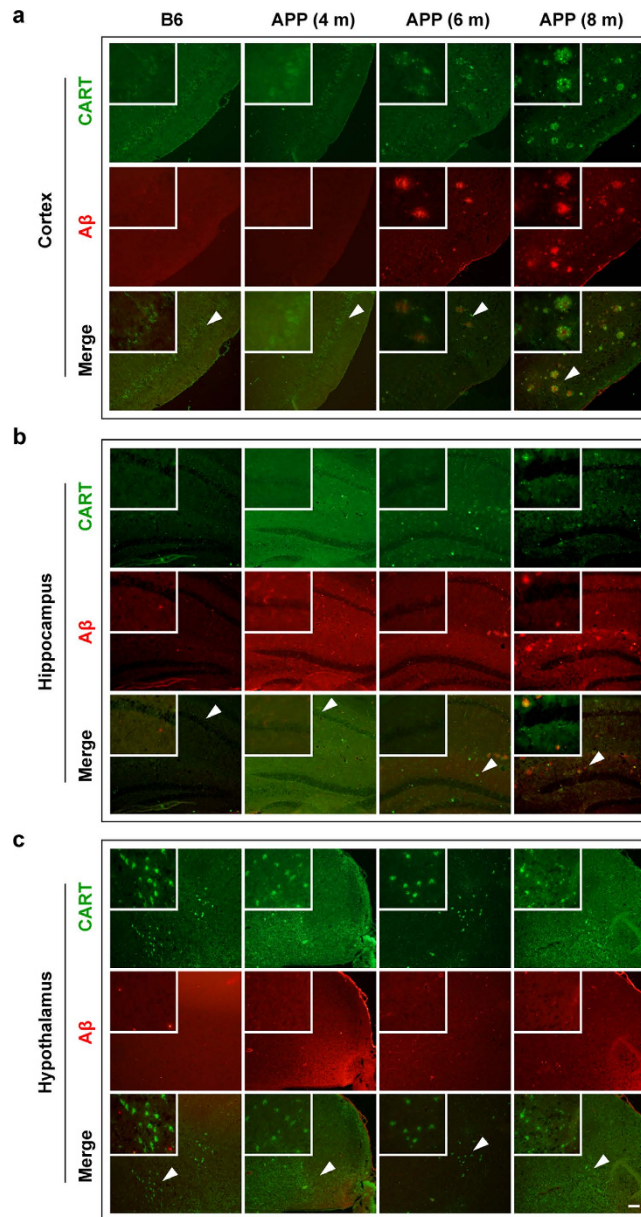 a
B6 APP (4 m) APP (6 m) APP (8 m)
Cortex
CART
Aβ
Merge
b
Hippocampus
CART
Aβ
Merge
c
Hypothalamus
CART
Aβ
Merge